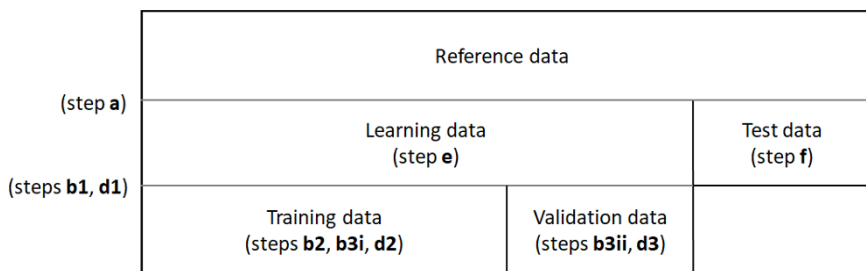 Reference data
(step a)
Learning data
(step e)
Test data
(step f)
(steps b1, d1)
Training data
(steps b2, b3i, d2)
Validation data
(steps b3ii, d3)